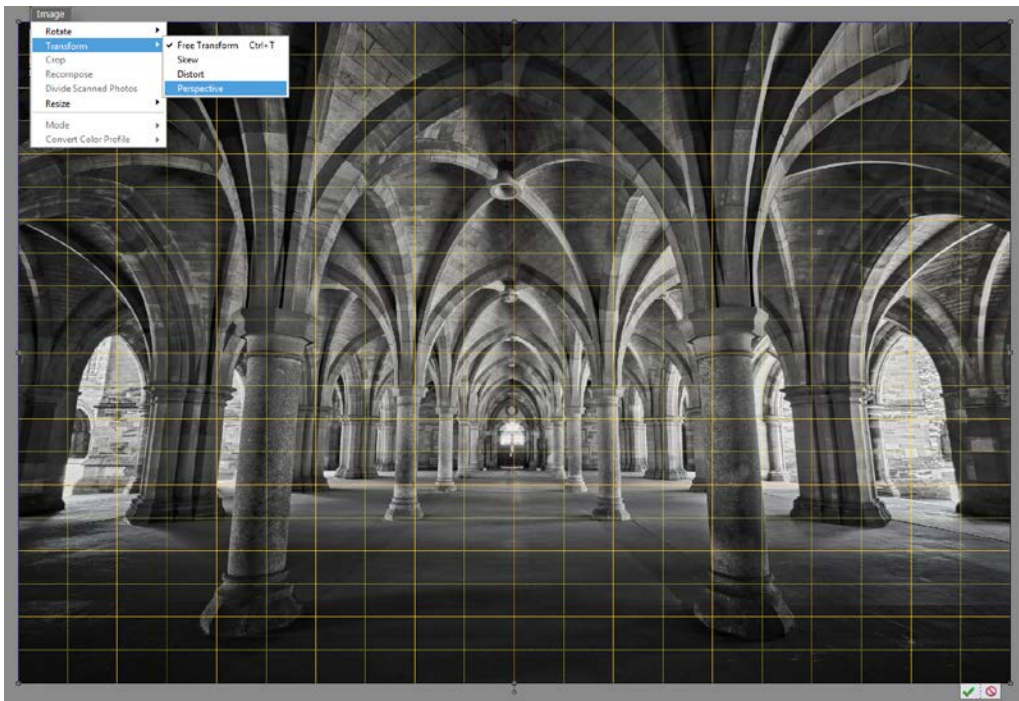 Image
Rotate
Transform
Crop
Recompose
Divide Scanned Photos
Resize
Mode
Convert Color Profile
Free Transform Ctrl+T
Skew
Distort
Perspective